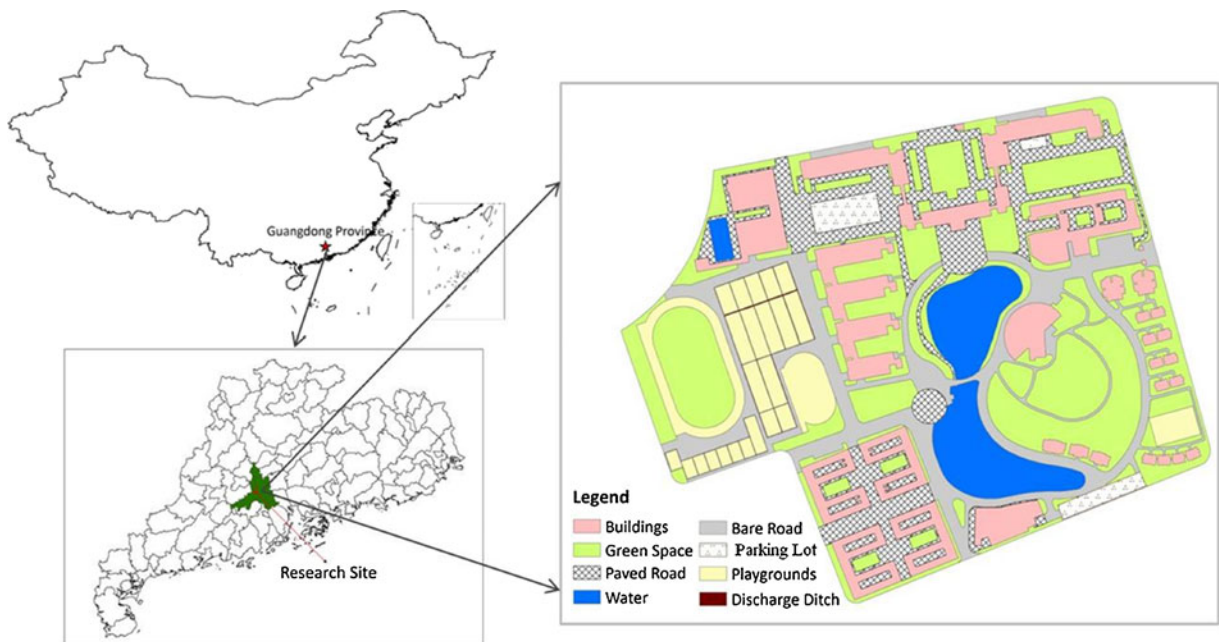 Guangdong Province
Research Site
Legend
Buildings
Green Space
Paved Road
Water
Bare Road
Parking Lot
Playgrounds
Discharge Ditch